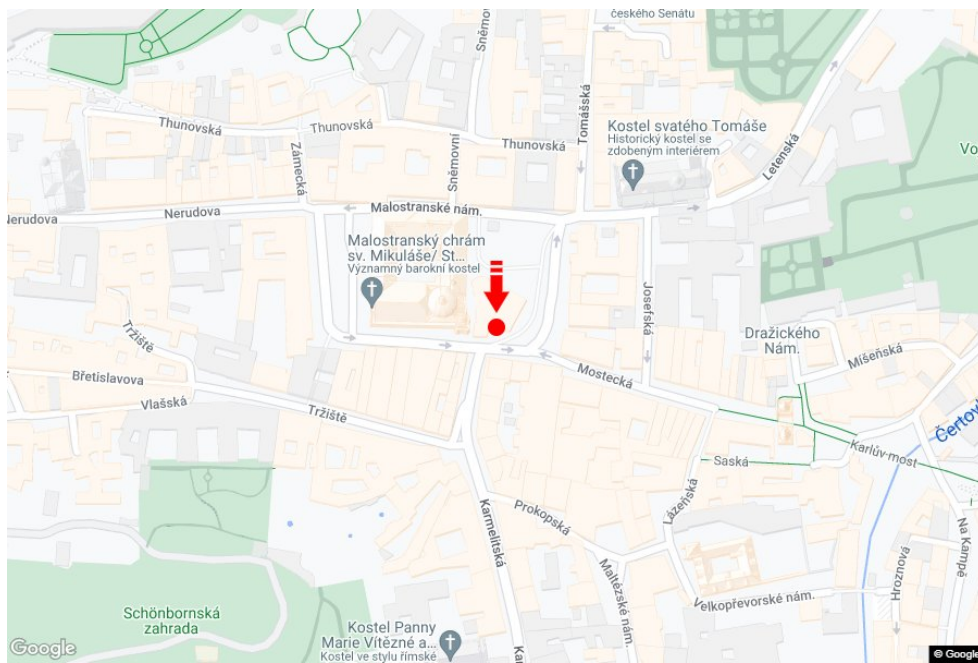 českého Senátu
Sněmovní
Thunovská
Thunovská
Thunovská
Tomášská
Kostel svatého Tomáše
Historický kostel se
zdobeným interiérem
Letenská
Zámecká
Sněmovní
Nerudova
Nerudova
Malostranské nám.
Malostranský chrám
sv. Mikuláše/ St...
Významný barokní kostel
Josefská
Dražického
Nám.
Míšeňská
Tržiště
Břetislavova
Vlašská
Tržiště
Mostecká
Karlův most
Saská
Lázeňská
Prokopská
Karmelitská
Maltézské nám.
Velkopřevorské nám.
Hroznová
Na Kampě
Schönbornská
zahrada
Kostel Panny
Marie Vítězné a...
Kostel ve stylu římské
Google
© Google